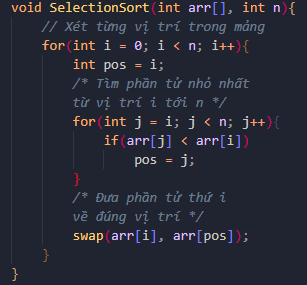 void SelectionSort(int arr[], int n){
// Xét từng vị trí trong mảng
for(int i = 0; i < n; i++){
int pos = i;
/* Tìm phần tử nhỏ nhất
từ vị trí i tới n */
for(int j = i; j < n; j++){
if(arr[j] < arr[i])
pos = j;
}
/* Đưa phần tử thứ i
về đúng vị trí */
swap(arr[i], arr[pos]);
}
}